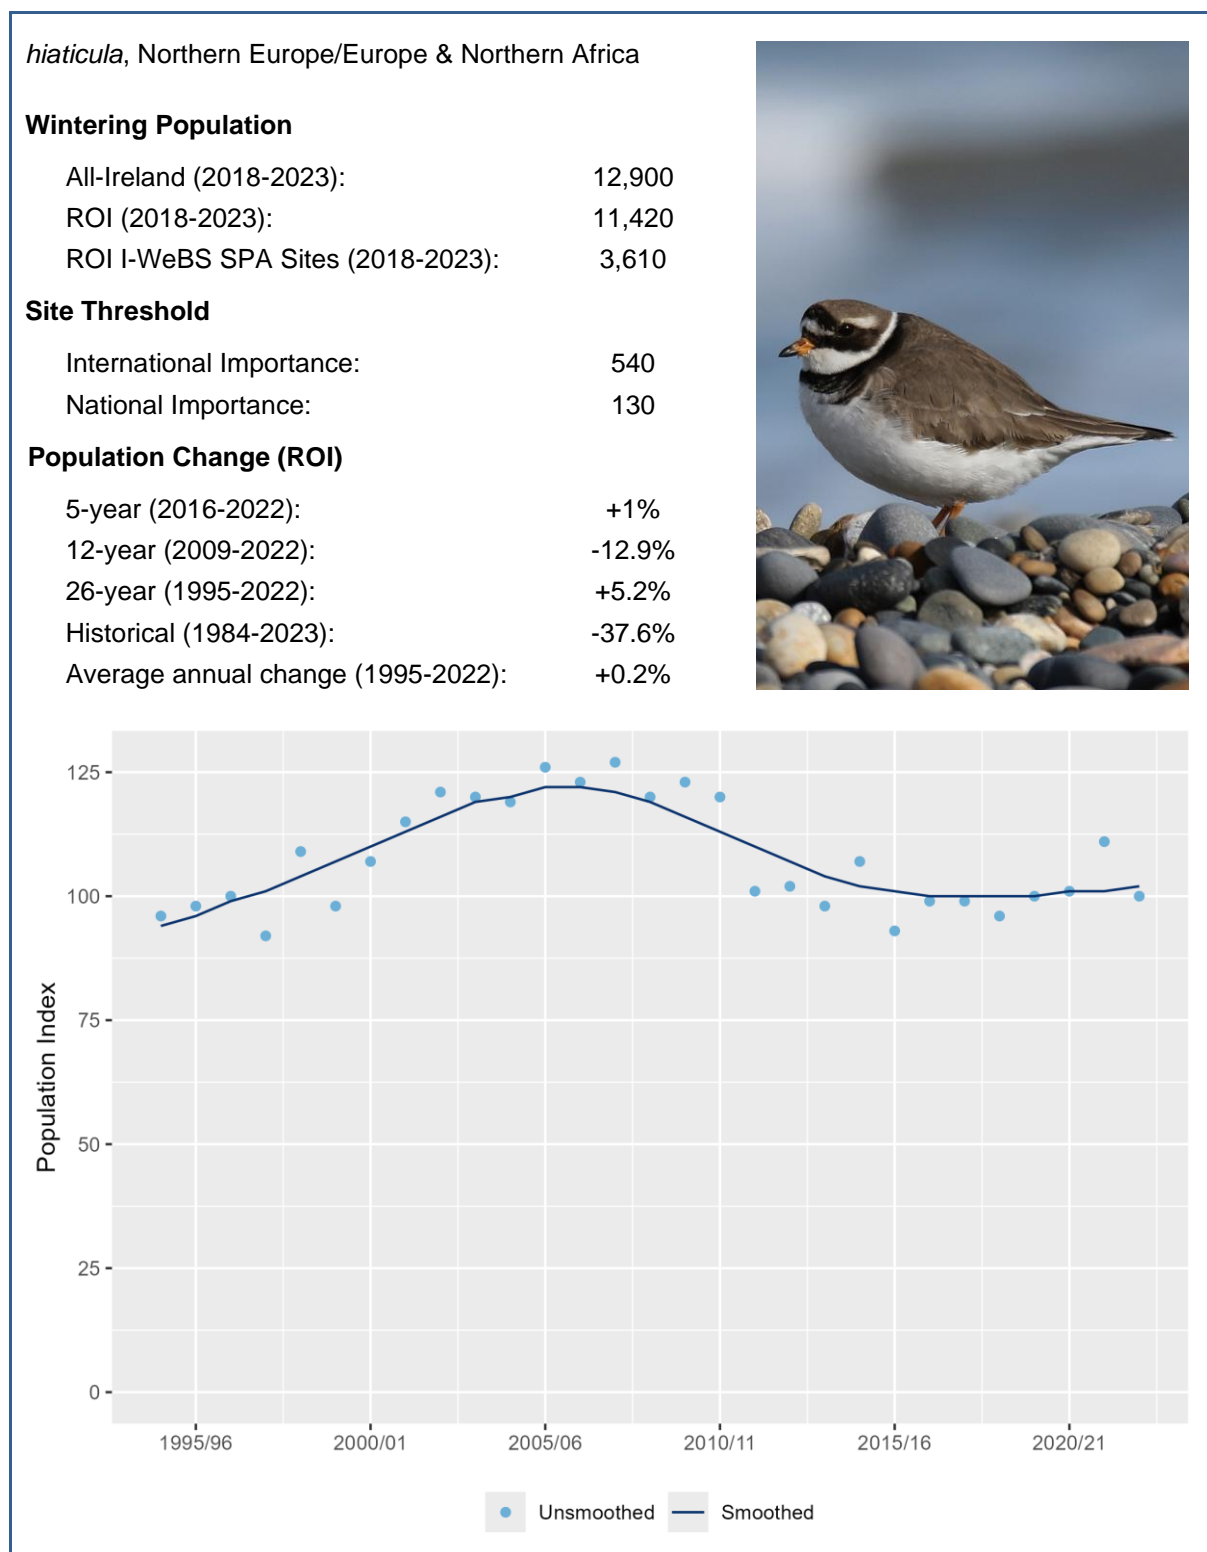 hiaticula, Northern Europe/Europe & Northern Africa
Wintering Population
All-Ireland (2018-2023): 12,900
ROI (2018-2023): 11,420
ROI I-WeBS SPA Sites (2018-2023): 3,610
Site Threshold
International Importance: 540
National Importance: 130
Population Change (ROI)
5-year (2016-2022): +1%
12-year (2009-2022): -12.9%
26-year (1995-2022): +5.2%
Historical (1984-2023): -37.6%
Average annual change (1995-2022): +0.2%
Population Index
125
100
75
50
25
0
1995/96 2000/01 2005/06 2010/11 2015/16 2020/21
Unsmoothed Smoothed